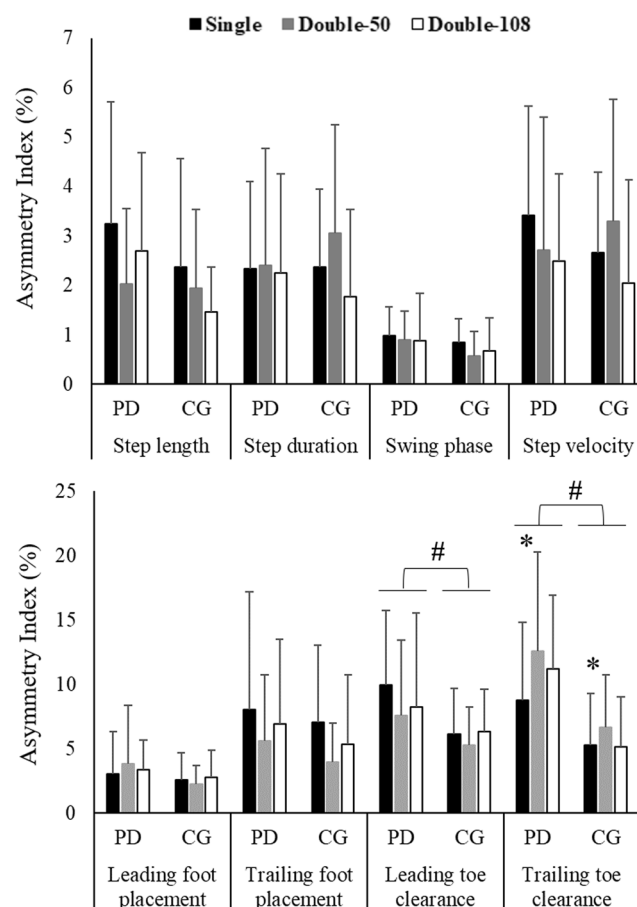 Single Double-50 Double-108
7
6
5
4
3
2
1
0
Asymmetry Index (%)
PD CG PD CG PD CG PD CG
Step length Step duration Swing phase Step velocity
25
20
15
10
5
0
Asymmetry Index (%)
#
#
*
*
PD CG PD CG PD CG PD CG
Leading foot placement
Trailing foot placement
Leading toe clearance
Trailing toe clearance